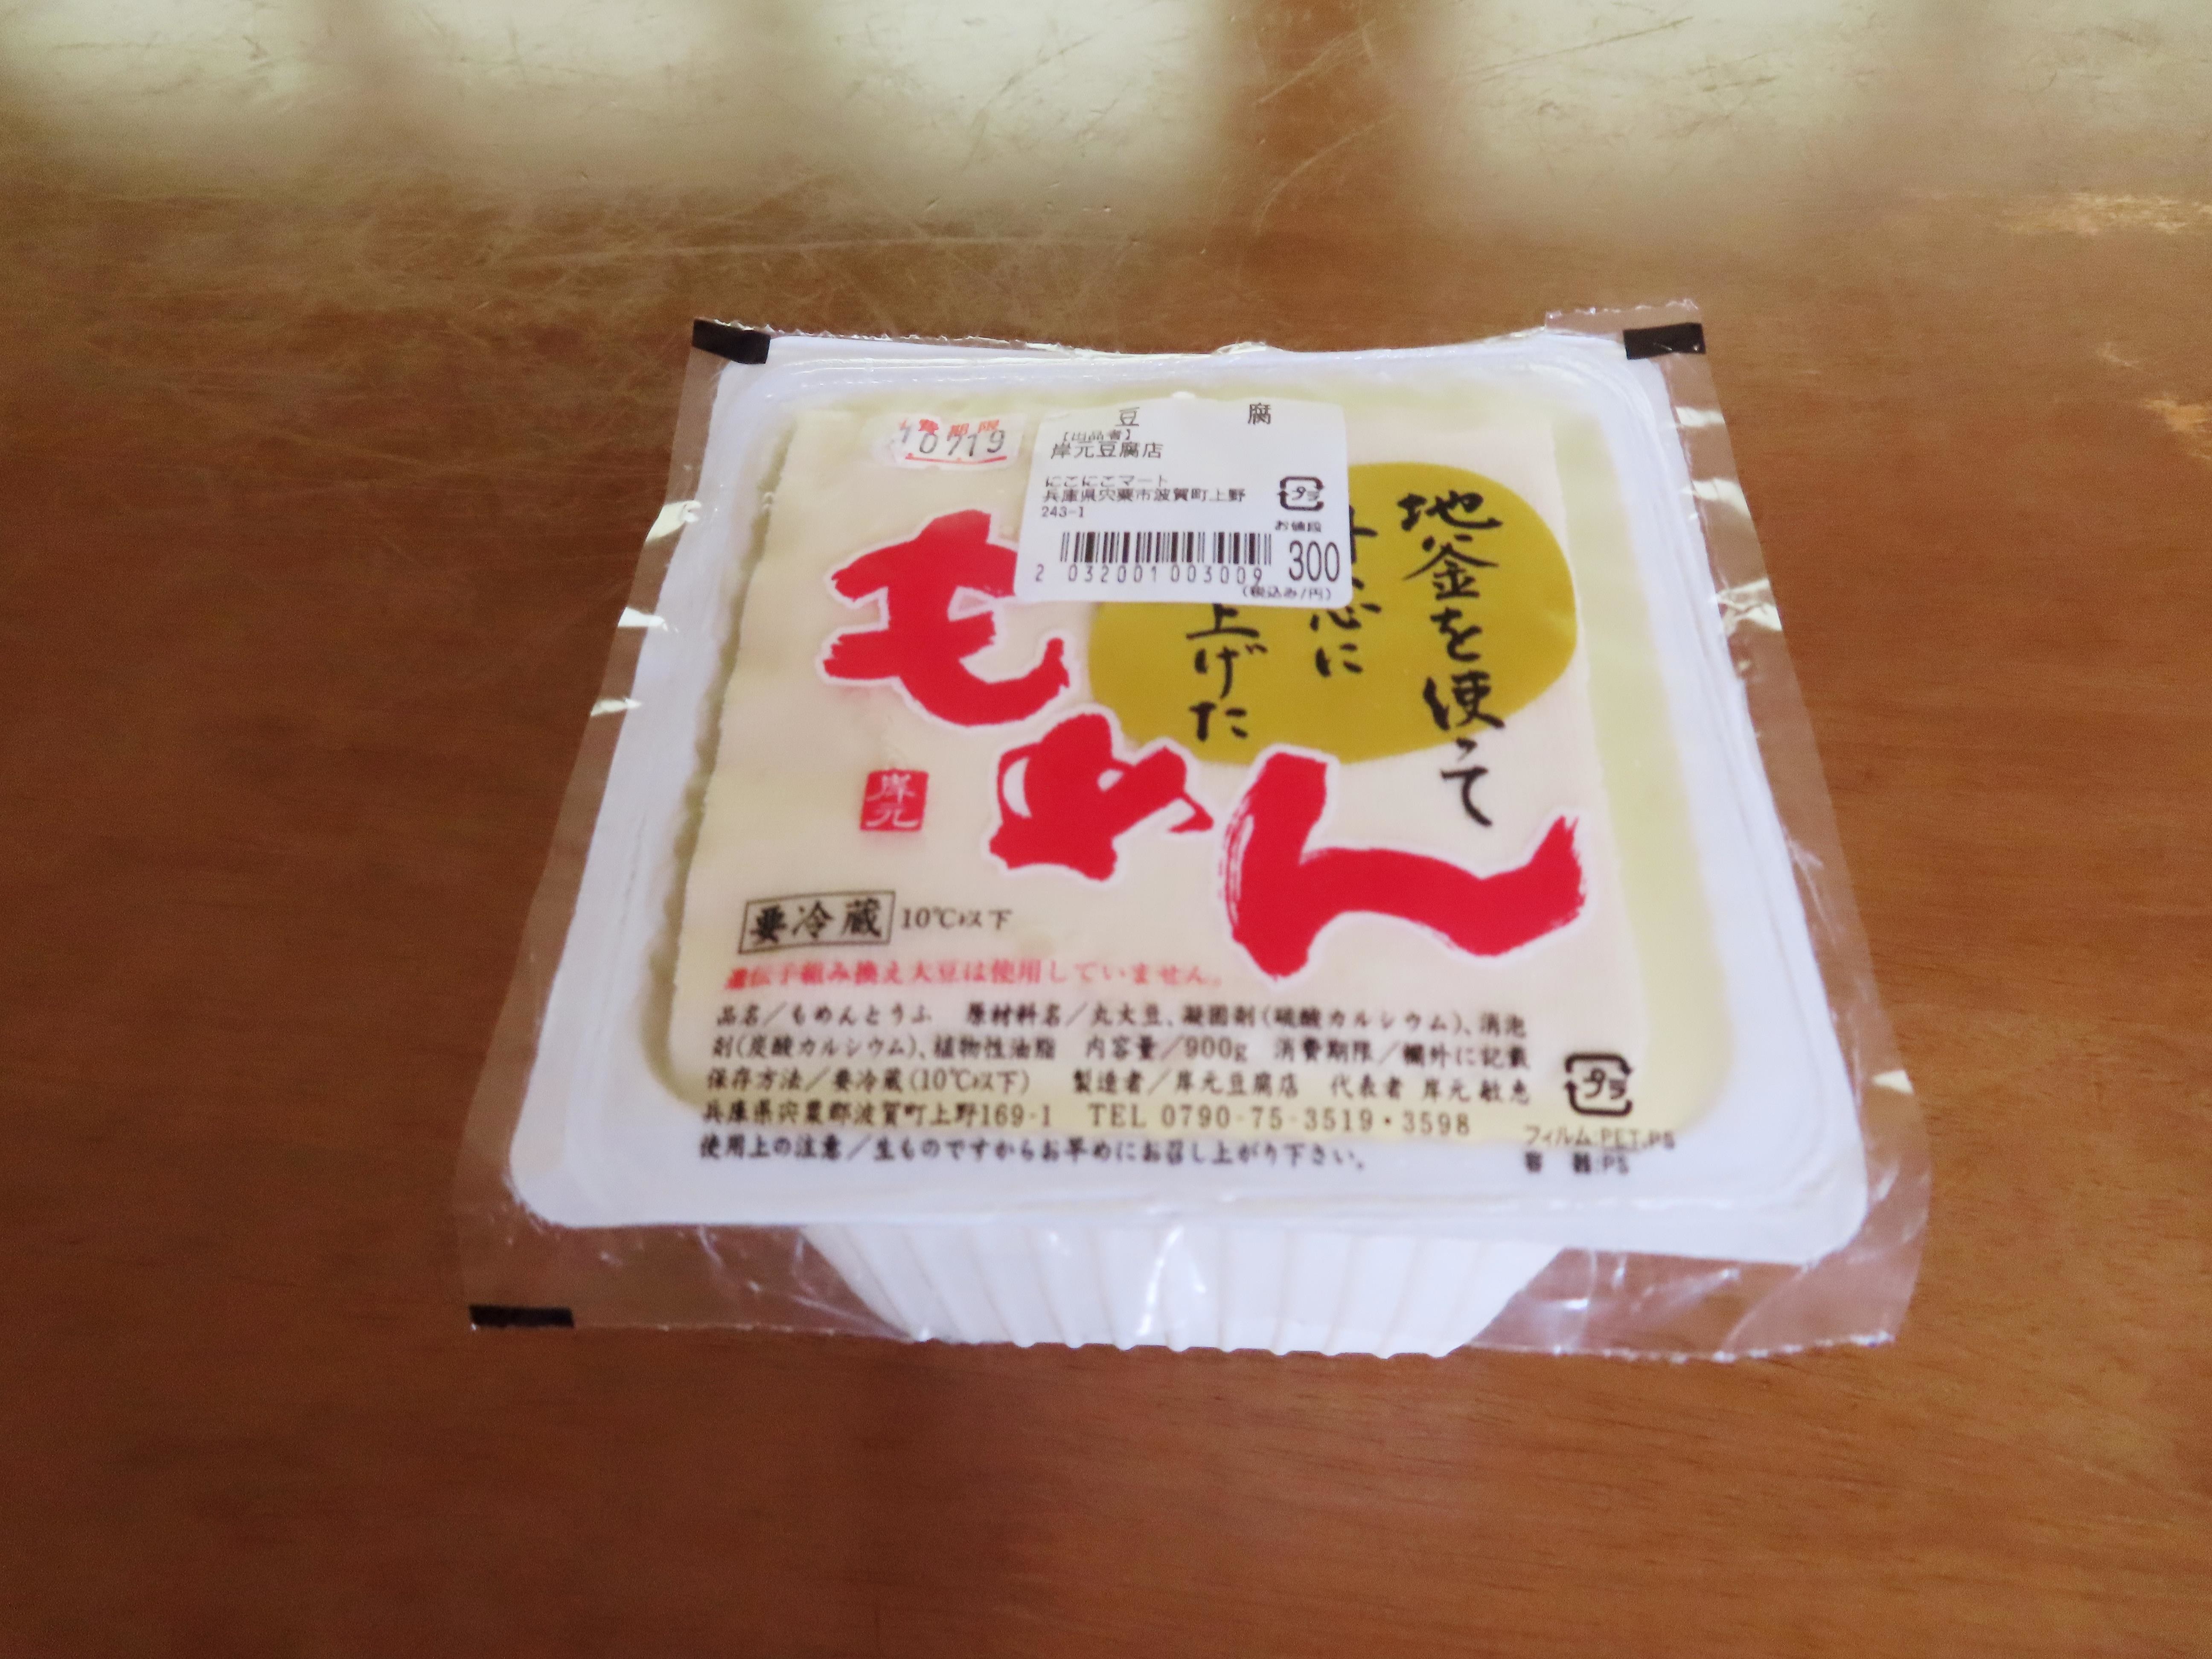 費期限
10719
豆 腐
【出品者】
岸元豆腐店
にこにこマート
兵庫県宍粟市波賀町上野
243-1
プラ
お値段
300
2 032001 003009
(税込み/円)
地釜を使って
心に
上げた
もめん
岸元
要冷蔵 10℃以下
遺伝子組み換え大豆は使用していません。
品名/もめんとうふ 原材料名/丸大豆、凝固剤(硫酸カルシウム)、消泡
剤(炭酸カルシウム)、植物性油脂 内容量/900g 消費期限/欄外に記載
保存方法/要冷蔵(10℃以下) 製造者/岸元豆腐店 代表者 岸元敏恵
兵庫県宍粟郡波賀町上野169-1 TEL 0790-75-3519・3598
使用上の注意/生ものですからお早めにお召し上がり下さい。
プラ
フィルム:PET,PS
容 器:PS